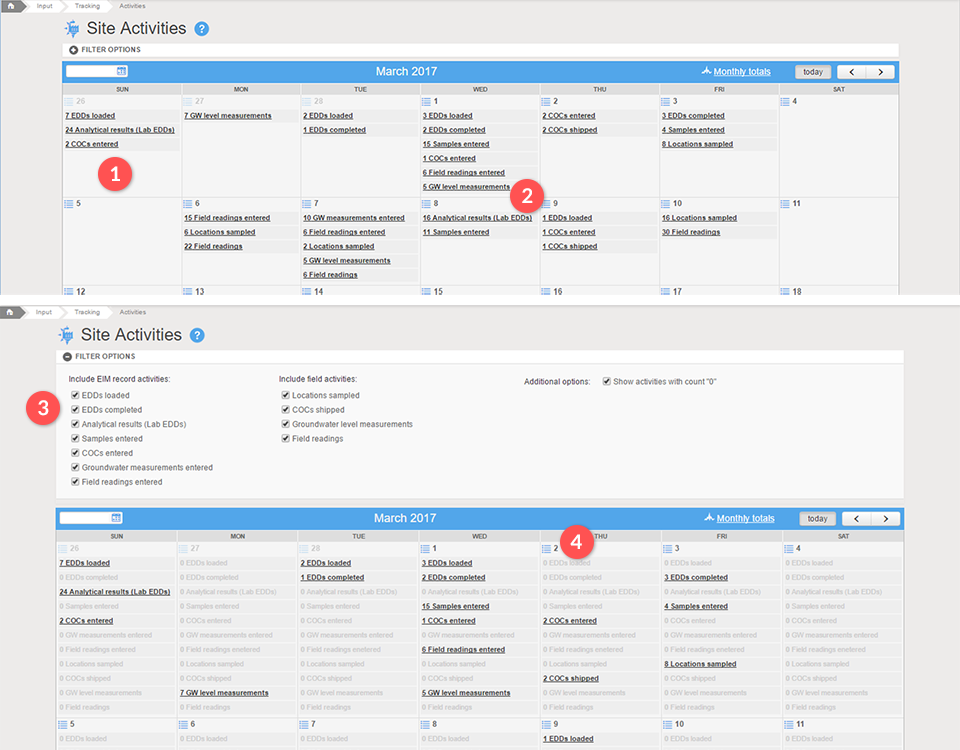 Input Tracking Activities
Site Activities ?
FILTER OPTIONS
March 2017 Monthly totals today
SUN MON TUE WED THU FRI SAT
26 27 28 1 2 3 4
7 EDDs loaded 7 GW level measurements 2 EDDs loaded 3 EDDs loaded 2 COCs entered 3 EDDs completed
24 Analytical results (Lab EDDs) 1 EDDs completed 2 EDDs completed 2 COCs shipped 4 Samples entered
2 COCs entered 15 Samples entered 8 Locations sampled
1 COCs entered
6 Field readings entered
5 GW level measurements
1
2
5 6 7 8 9 10 11
15 Field readings entered 10 GW measurements entered 16 Analytical results (Lab EDDs) 1 EDDs loaded 16 Locations sampled
6 Locations sampled 6 Field readings entered 11 Samples entered 1 COCs entered 30 Field readings
22 Field readings 2 Locations sampled 1 COCs shipped
5 GW level measurements
6 Field readings
12 13 14 15 16 17 18
Input Tracking Activities
Site Activities ?
FILTER OPTIONS
Include EIM record activities: Include field activities: Additional options: Show activities with count "0"
EDDs loaded Locations sampled
3
EDDs completed COCs shipped
Analytical results (Lab EDDs) Groundwater level measurements
Samples entered Field readings
COCs entered
Groundwater measurements entered
Field readings entered
March 2017 Monthly totals today
SUN MON TUE WED THU FRI SAT
4
26 27 28 1 2 3 4
7 EDDs loaded 0 EDDs loaded 2 EDDs loaded 3 EDDs loaded 0 EDDs loaded 0 EDDs loaded 0 EDDs loaded
0 EDDs completed 0 EDDs completed 1 EDDs completed 2 EDDs completed 0 EDDs completed 3 EDDs completed 0 EDDs completed
24 Analytical results (Lab EDDs) 0 Analytical results (Lab EDDs) 0 Analytical results (Lab EDDs) 0 Analytical results (Lab EDDs) 0 Analytical results (Lab EDDs) 0 Analytical results (Lab EDDs) 0 Analytical results (Lab EDDs)
0 Samples entered 0 Samples entered 0 Samples entered 15 Samples entered 0 Samples entered 4 Samples entered 0 Samples entered
2 COCs entered 0 COCs entered 0 COCs entered 1 COCs entered 2 COCs entered 0 COCs entered 0 COCs entered
0 GW measurements entered 0 GW measurements entered 0 GW measurements entered 0 GW measurements entered 0 GW measurements entered 0 GW measurements entered 0 GW measurements entered
0 Field readings enetered 0 Field readings enetered 0 Field readings enetered 6 Field readings enetered 0 Field readings enetered 0 Field readings enetered 0 Field readings enetered
0 Locations sampled 0 Locations sampled 0 Locations sampled 0 Locations sampled 0 Locations sampled 8 Locations sampled 0 Locations sampled
0 COCs shipped 0 COCs shipped 0 COCs shipped 0 COCs shipped 2 COCs shipped 0 COCs shipped 0 COCs shipped
0 GW level measurements 7 GW level measurements 0 GW level measurements 5 GW level measurements 0 GW level measurements 0 GW level measurements 0 GW level measurements
0 Field readings 0 Field readings 0 Field readings 0 Field readings 0 Field readings 0 Field readings 0 Field readings
5 6 7 8 9 10 11
0 EDDs loaded 0 EDDs loaded 0 EDDs loaded 0 EDDs loaded 1 EDDs loaded 0 EDDs loaded 0 EDDs loaded